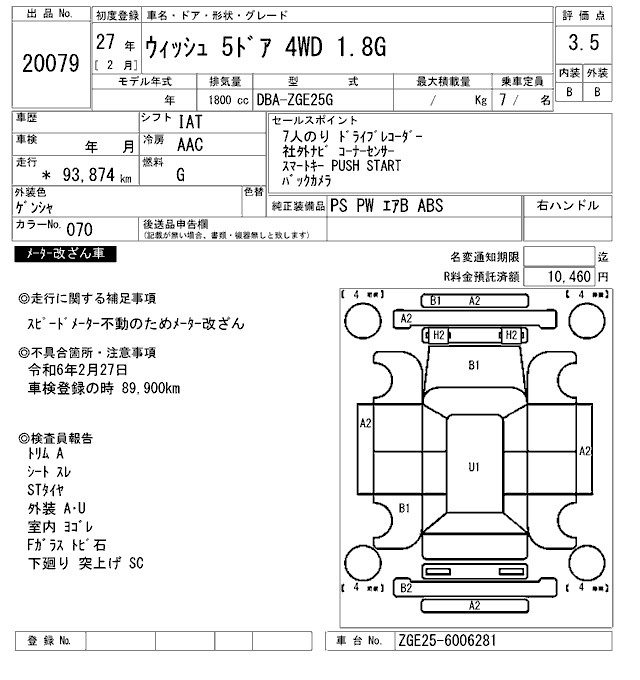 出品 No. 初度登録 車名・ドア・形状・グレード 評価点
20079 27年 ウィッシュ 5ドア 4WD 1.8G 3.5
[ 2 月]
モデル年式 排気量 型式 最大積載量 乗車定員 内装 外装
年 1800 cc DBA-ZGE25G / Kg 7 / 名 B B
車歴 シフト IAT セールスポイント
車検 年 月 冷房 AAC 7人のり ドライブレコーダー
社外ナビ コーナーセンサー
走行 * 93,874 km 燃料 G スマートキー PUSH START
バックカメラ
外装色 色替
ゲンシャ 純正装備品 PS PW エアB ABS 右ハンドル
カラーNo. 070 後送品申告欄
(記載が無い場合、書類・機器無しと致します)
メーター改ざん車 名変通知期限 迄
R料金預託済額 10,460 円
◎走行に関する補足事項
スピードメーター不動のためメーター改ざん
◎不具合箇所・注意事項
令和6年2月27日
車検登録の時 89,900km
◎検査員報告
トリム A
シート スレ
STタイヤ
外装 A・U
室内 ヨゴレ
Fガラス トビ石
下廻り 突上げ SC
[ 4 ] [ 4 ]
B1 A2
A2
H2 H2
B1
A2 A2
U1
B1
[ 4 ] [ 4 ]
B2
A2
登録 No. 車台 No. ZGE25-6006281